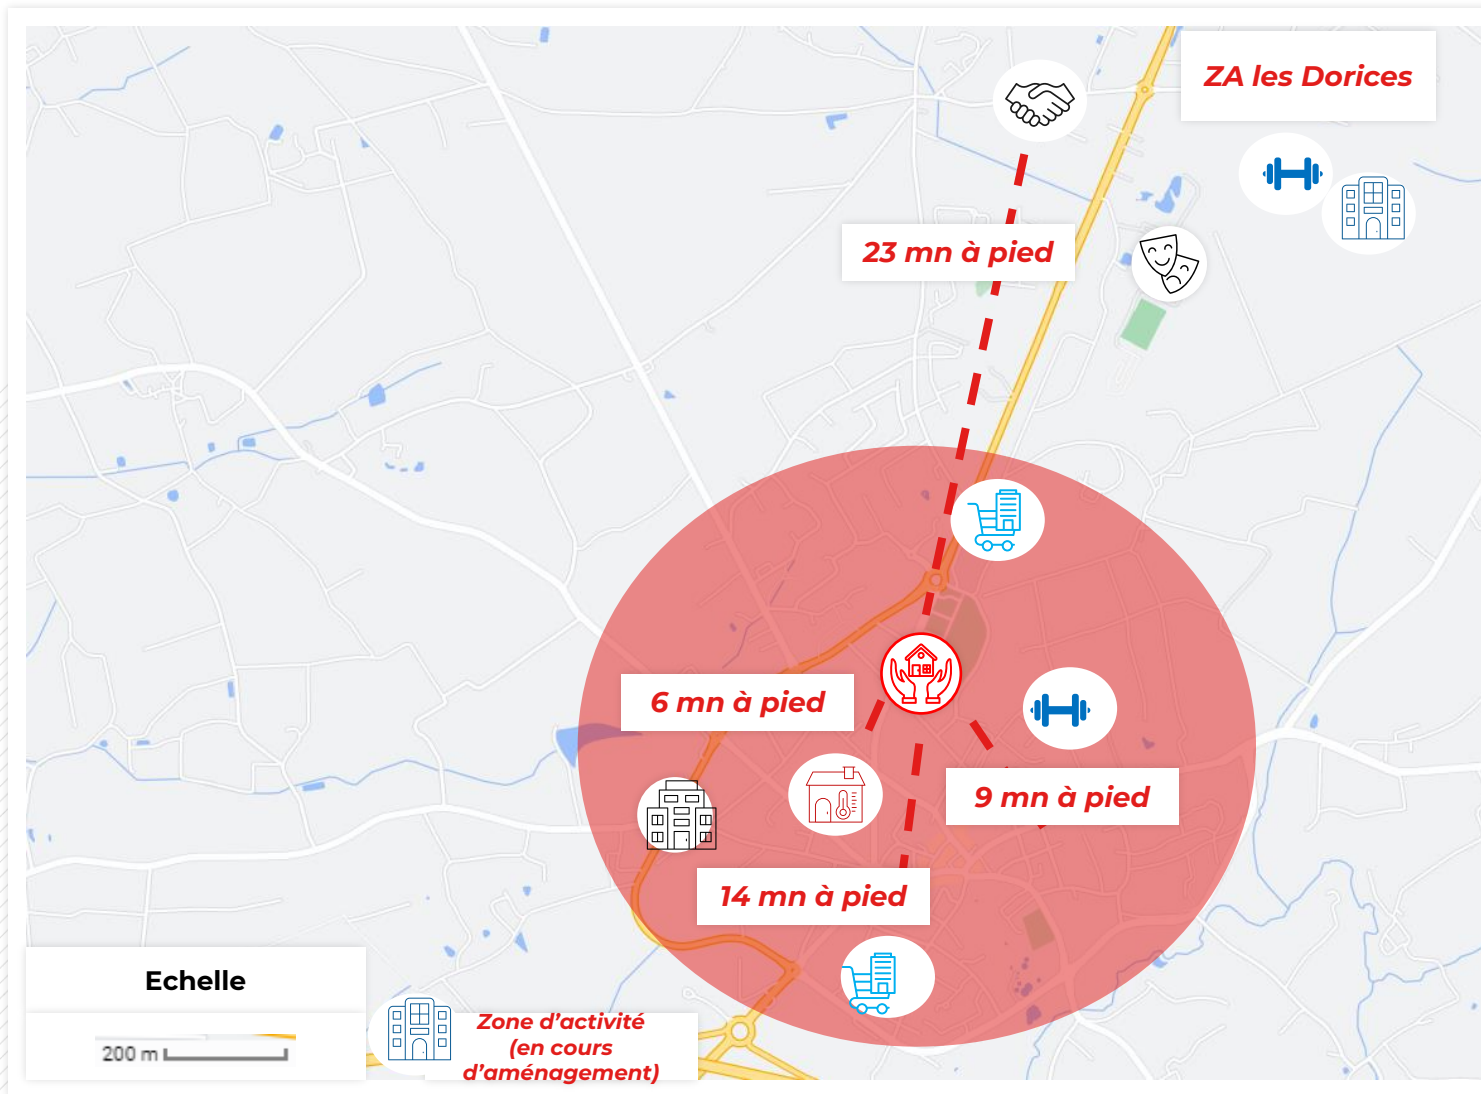 ZA les Dorices
23 mn à pied
6 mn à pied
9 mn à pied
14 mn à pied
Echelle
200 m
Zone d’activité
(en cours
d’aménagement)